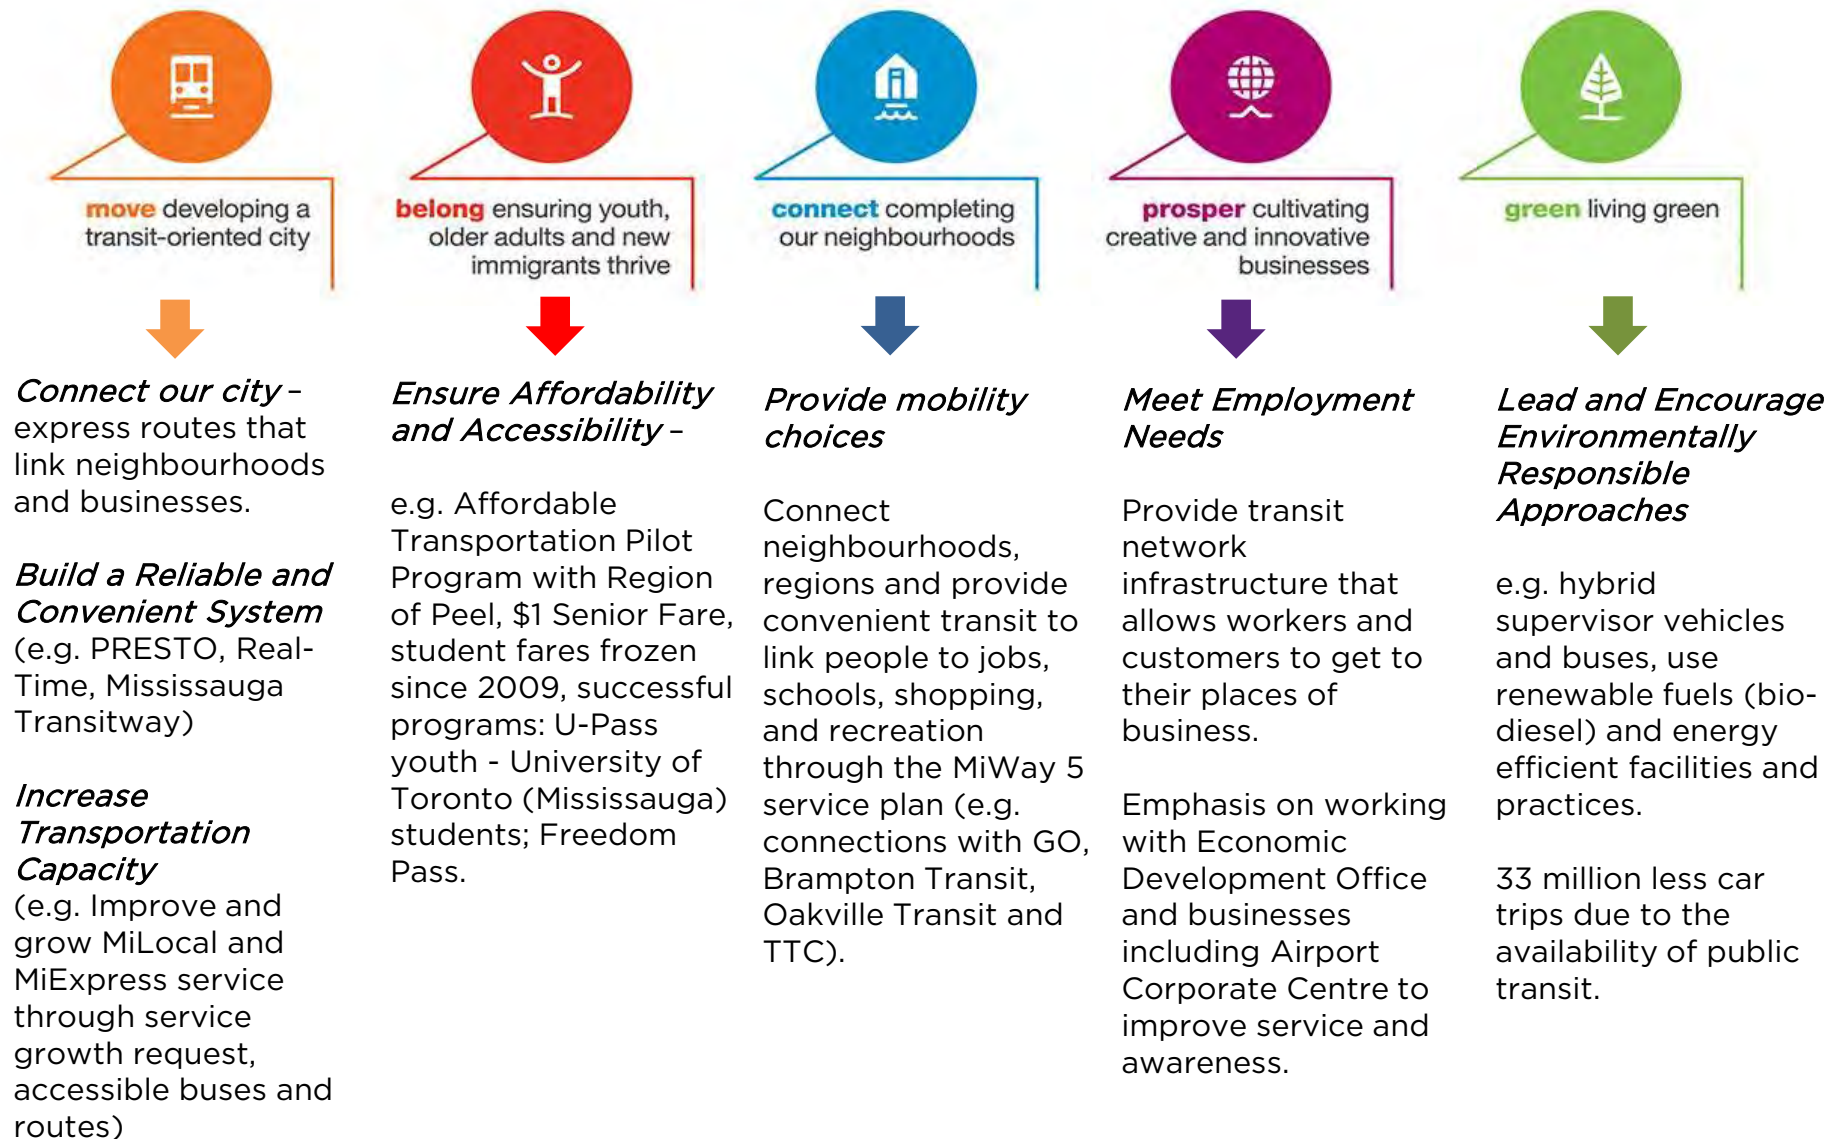 move developing a
transit-oriented city
belong ensuring youth,
older adults and new
immigrants thrive
connect completing
our neighbourhoods
prosper cultivating
creative and innovative
businesses
green living green
Connect our city –
express routes that
link neighbourhoods
and businesses.
Build a Reliable and
Convenient System
(e.g. PRESTO, Real-
Time, Mississauga
Transitway)
Increase
Transportation
Capacity
(e.g. Improve and
grow MiLocal and
MiExpress service
through service
growth request,
accessible buses and
routes)
Ensure Affordability
and Accessibility –
e.g. Affordable
Transportation Pilot
Program with Region
of Peel, $1 Senior Fare,
student fares frozen
since 2009, successful
programs: U-Pass
youth - University of
Toronto (Mississauga)
students; Freedom
Pass.
Provide mobility
choices
Connect
neighbourhoods,
regions and provide
convenient transit to
link people to jobs,
schools, shopping,
and recreation
through the MiWay 5
service plan (e.g.
connections with GO,
Brampton Transit,
Oakville Transit and
TTC).
Meet Employment
Needs
Provide transit
network
infrastructure that
allows workers and
customers to get to
their places of
business.
Emphasis on working
with Economic
Development Office
and businesses
including Airport
Corporate Centre to
improve service and
awareness.
Lead and Encourage
Environmentally
Responsible
Approaches
e.g. hybrid
supervisor vehicles
and buses, use
renewable fuels (bio-
diesel) and energy
efficient facilities and
practices.
33 million less car
trips due to the
availability of public
transit.